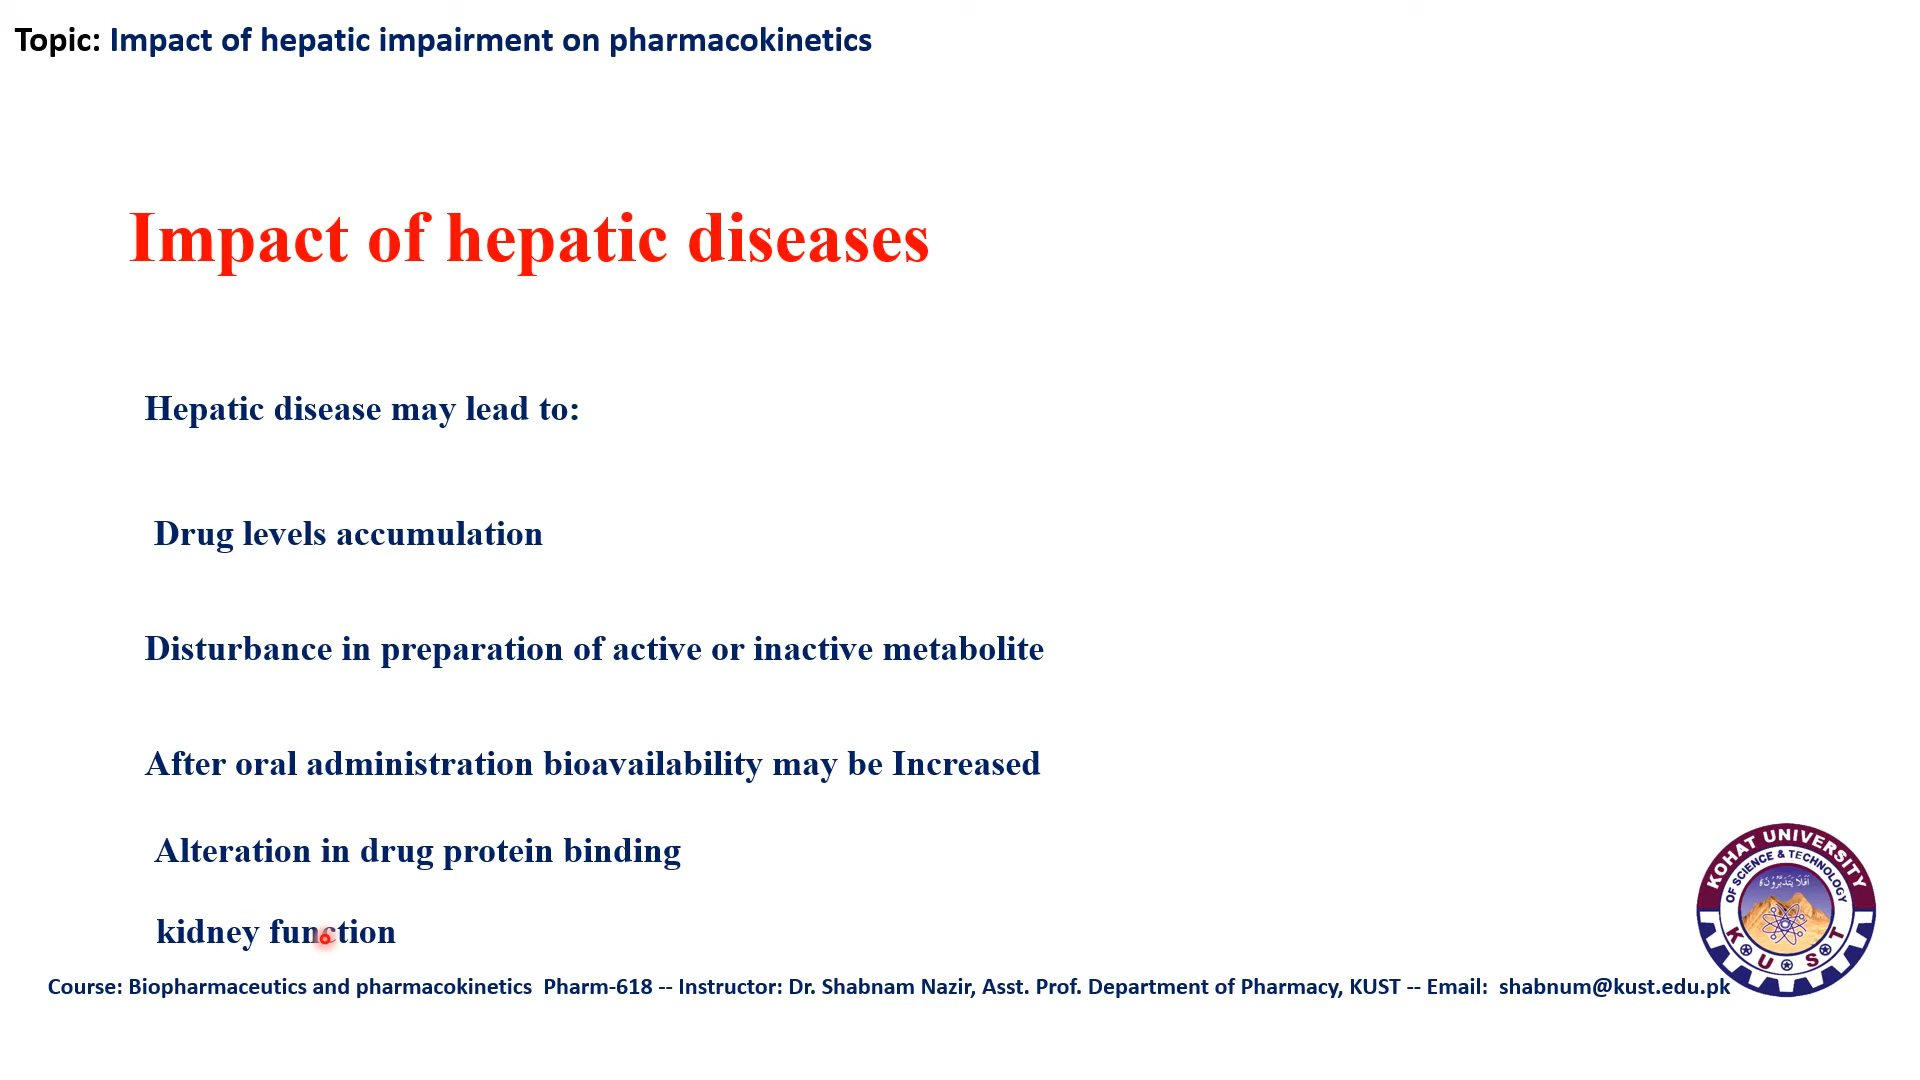 Topic: Impact of hepatic impairment on pharmacokinetics
Impact of hepatic diseases
Hepatic disease may lead to:
Drug levels accumulation
Disturbance in preparation of active or inactive metabolite
After oral administration bioavailability may be Increased
Alteration in drug protein binding
kidney function
Course: Biopharmaceutics and pharmacokinetics Pharm-618 -- Instructor: Dr. Shabnam Nazir, Asst. Prof. Department of Pharmacy, KUST -- Email: shabnum@kust.edu.pk
KOHAT UNIVERSITY
OF SCIENCE & TECHNOLOGY
K U S T